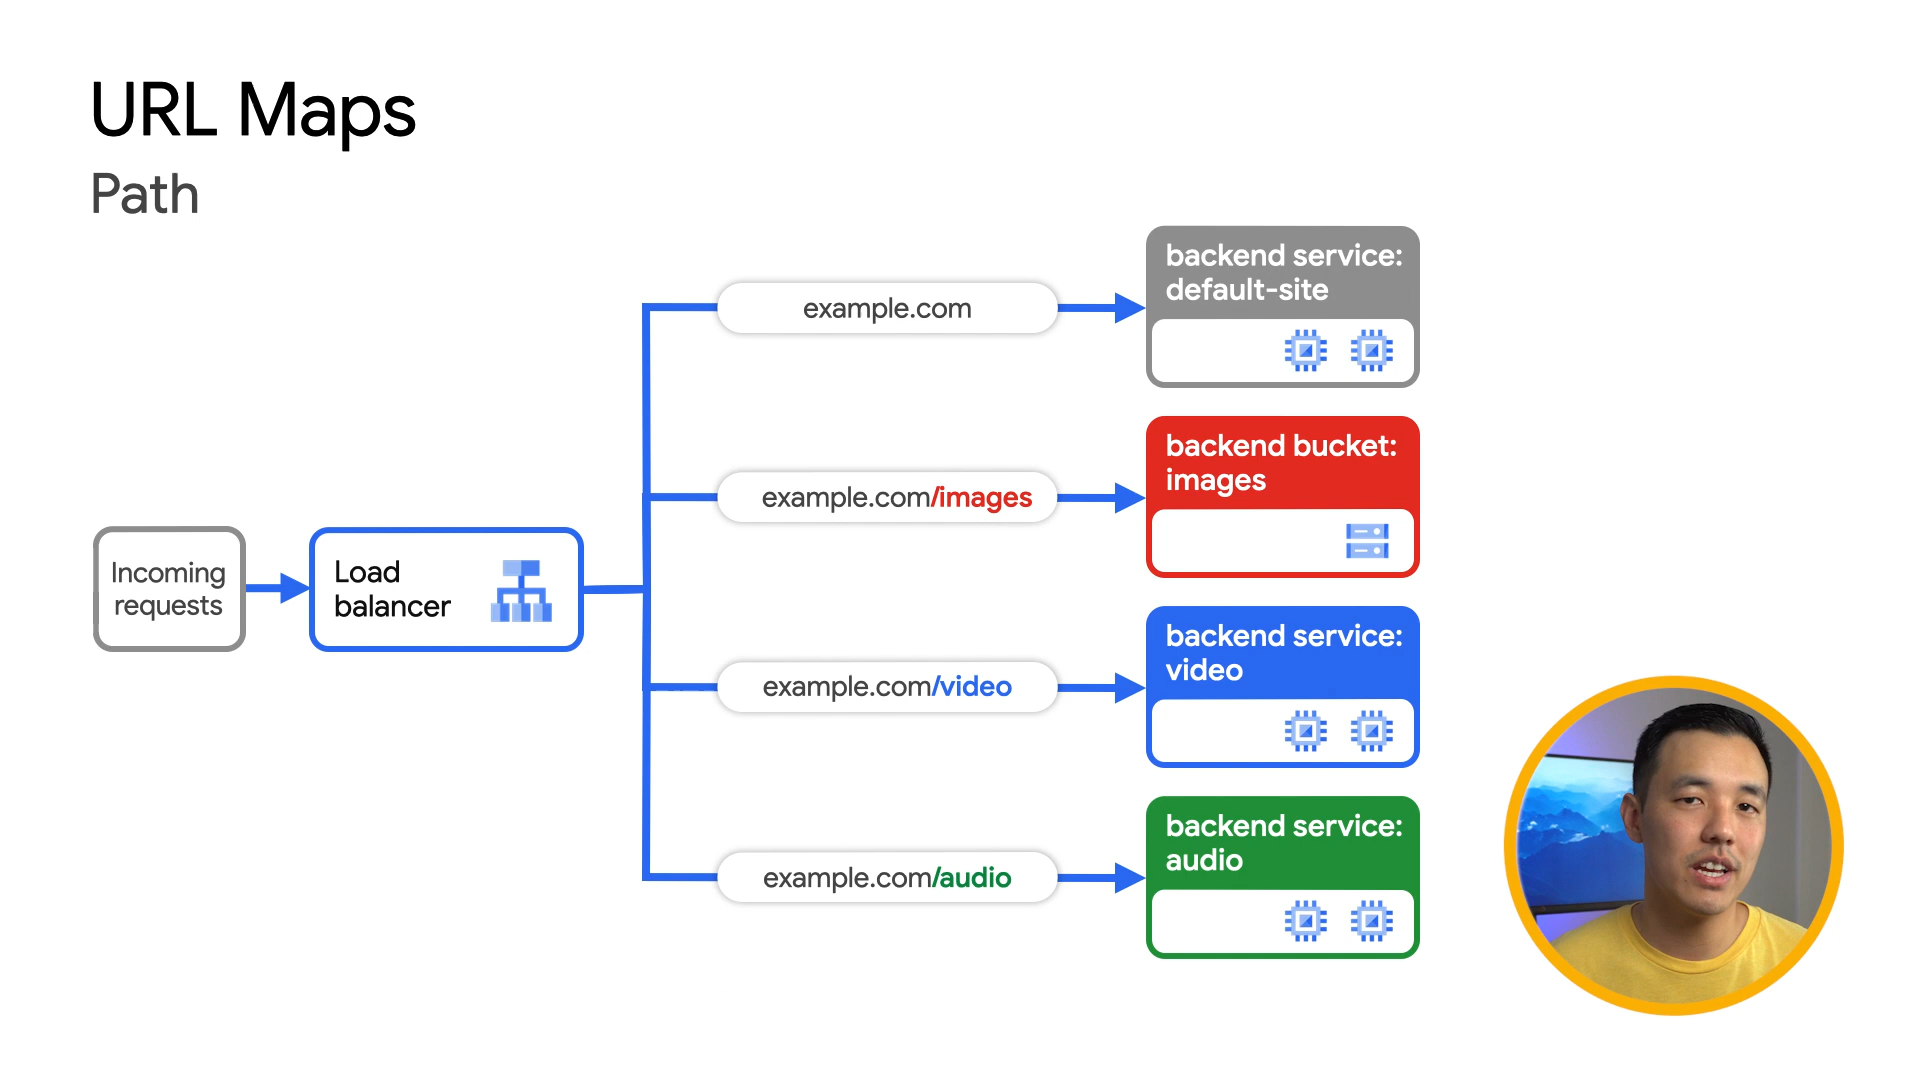 URL Maps
Path
Incoming
requests
Load
balancer
example.com
example.com/images
example.com/video
example.com/audio
backend service:
default-site
backend bucket:
images
backend service:
video
backend service:
audio